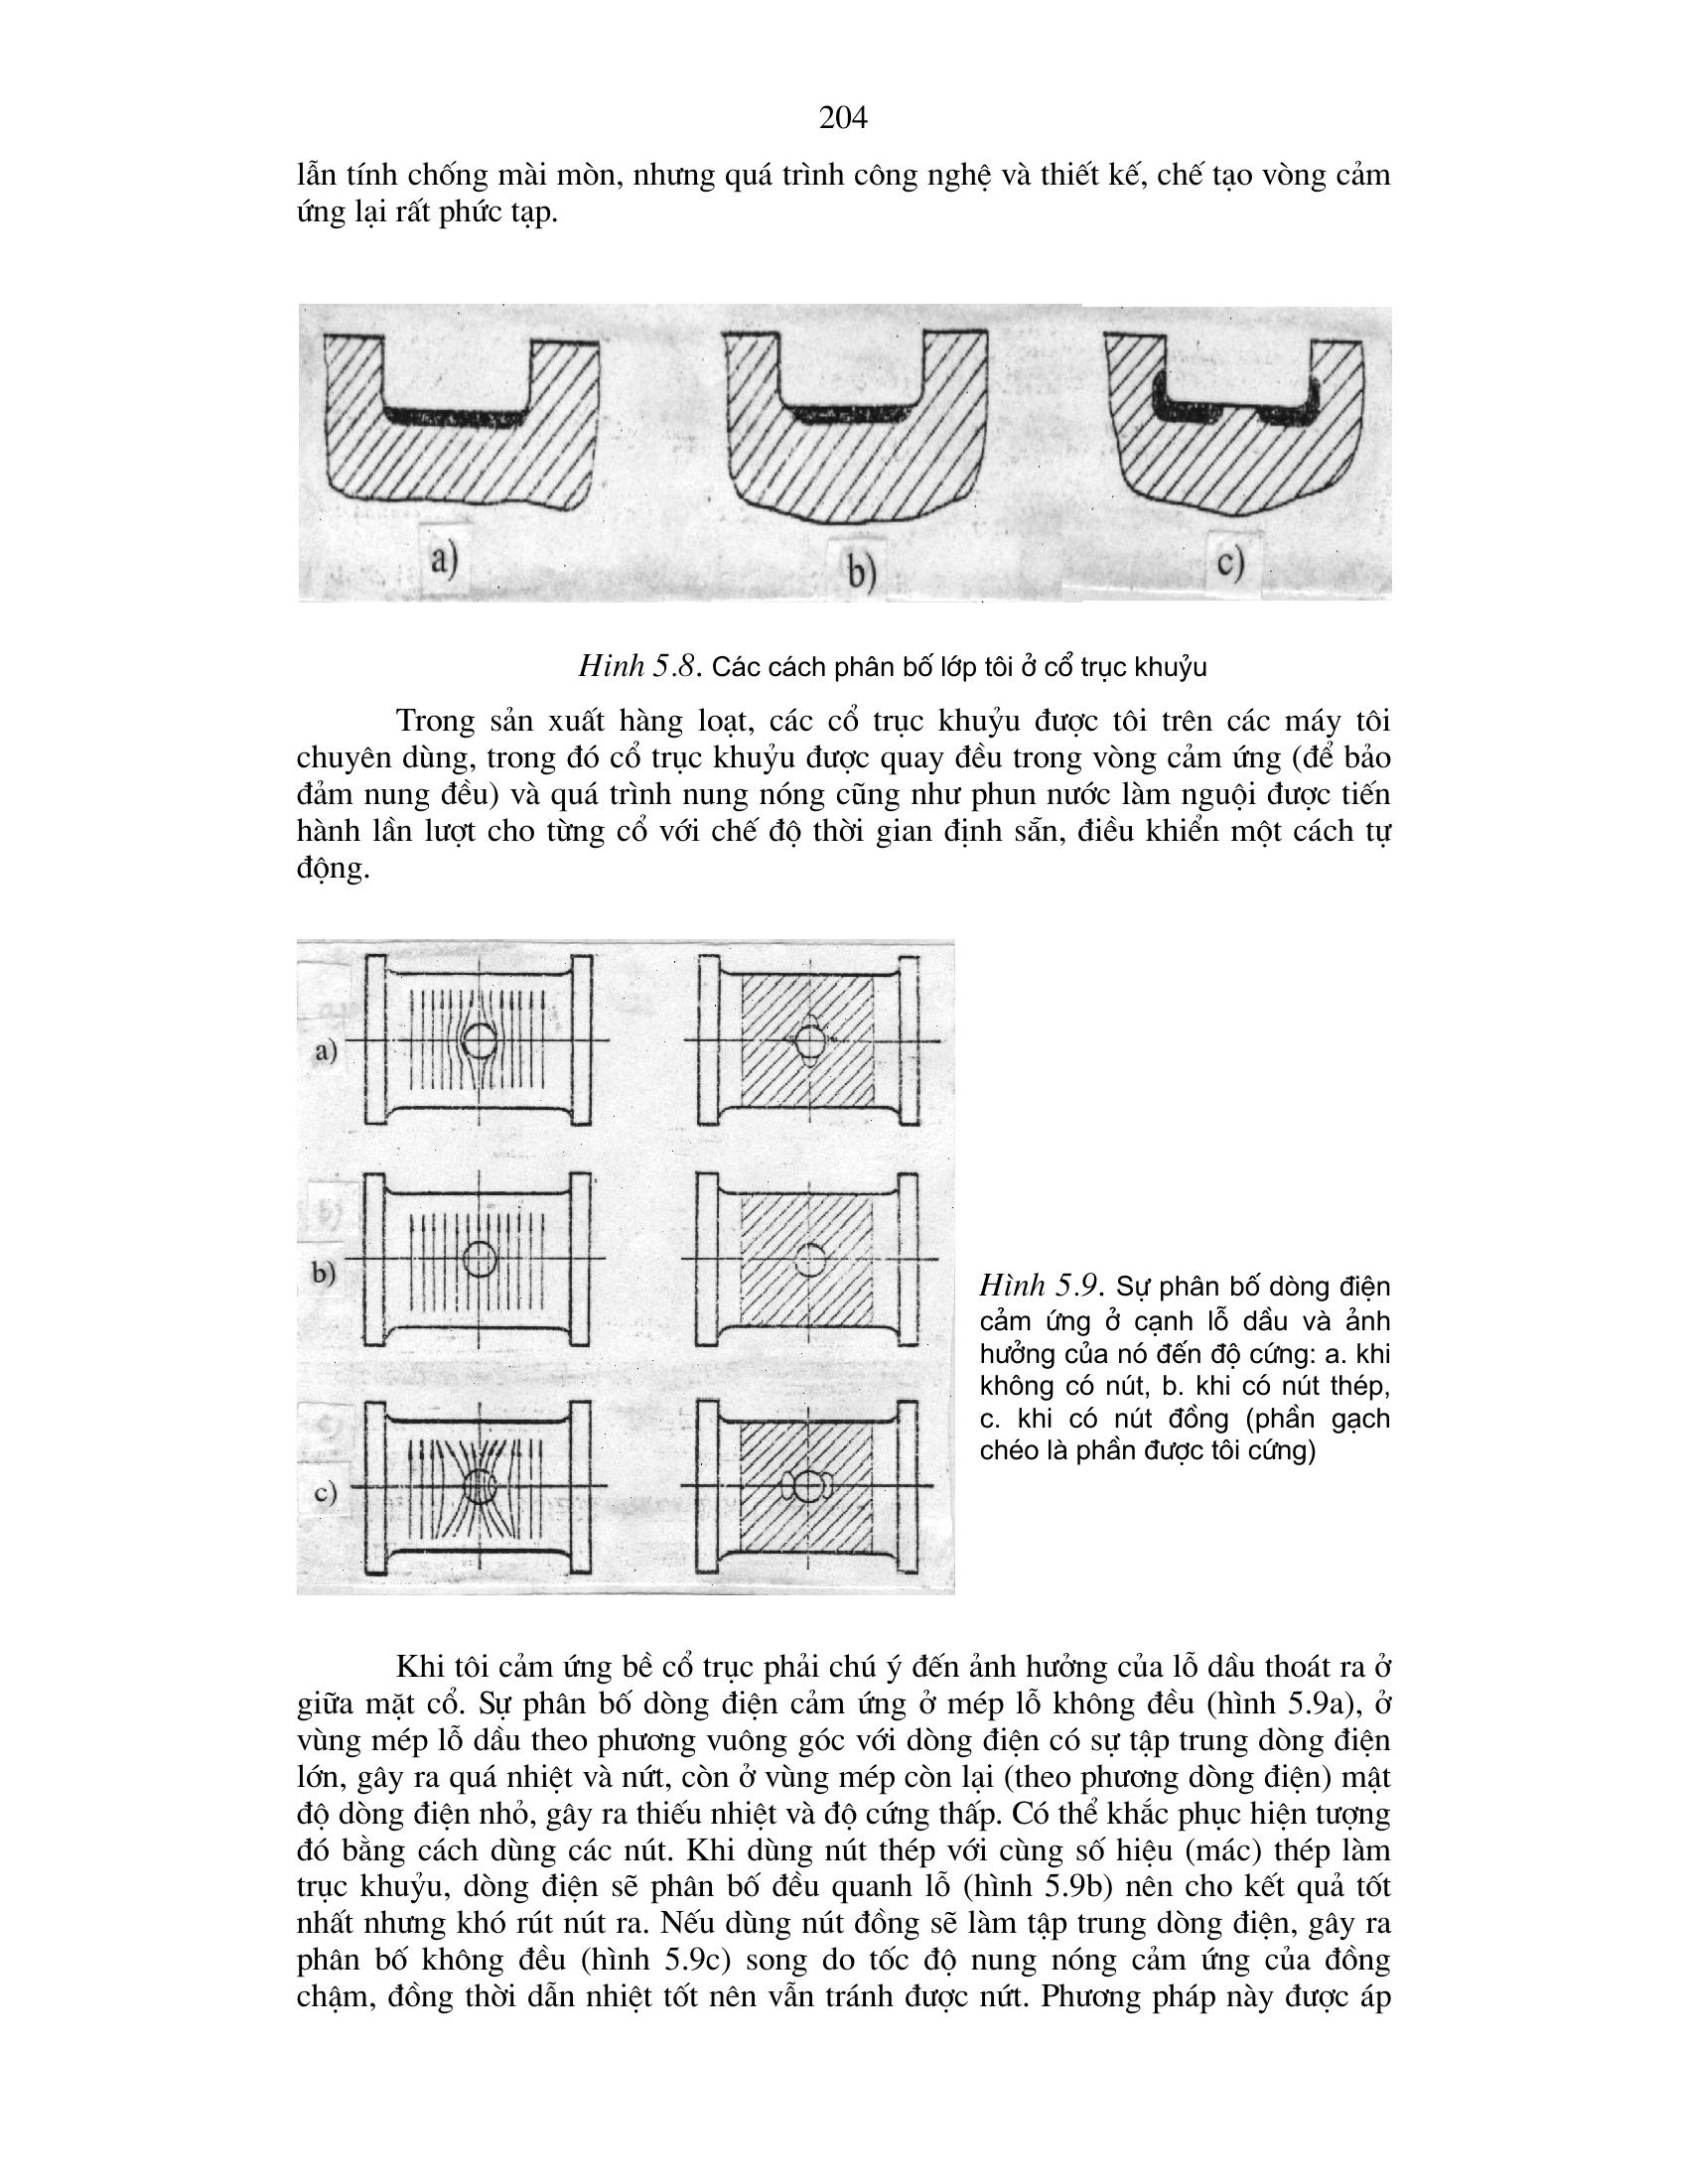 204
lẫn tính chống mài mòn, nhưng quá trình công nghệ và thiết kế, chế tạo vòng cảm
ứng lại rất phức tạp.
a)
b)
c)
Hinh 5.8. Các cách phân bố lớp tôi ở cổ trục khuỷu
Trong sản xuất hàng loạt, các cổ trục khuỷu được tôi trên các máy tôi
chuyên dùng, trong đó cổ trục khuỷu được quay đều trong vòng cảm ứng (để bảo
đảm nung đều) và quá trình nung nóng cũng như phun nước làm nguội được tiến
hành lần lượt cho từng cổ với chế độ thời gian định sẵn, điều khiển một cách tự
động.
a)
b)
c)
Hình 5.9. Sự phân bố dòng điện
cảm ứng ở cạnh lỗ dầu và ảnh
hưởng của nó đến độ cứng: a. khi
không có nút, b. khi có nút thép,
c. khi có nút đồng (phần gạch
chéo là phần được tôi cứng)
Khi tôi cảm ứng bề cổ trục phải chú ý đến ảnh hưởng của lỗ dầu thoát ra ở
giữa mặt cổ. Sự phân bố dòng điện cảm ứng ở mép lỗ không đều (hình 5.9a), ở
vùng mép lỗ dầu theo phương vuông góc với dòng điện có sự tập trung dòng điện
lớn, gây ra quá nhiệt và nứt, còn ở vùng mép còn lại (theo phương dòng điện) mật
độ dòng điện nhỏ, gây ra thiếu nhiệt và độ cứng thấp. Có thể khắc phục hiện tượng
đó bằng cách dùng các nút. Khi dùng nút thép với cùng số hiệu (mác) thép làm
trục khuỷu, dòng điện sẽ phân bố đều quanh lỗ (hình 5.9b) nên cho kết quả tốt
nhất nhưng khó rút nút ra. Nếu dùng nút đồng sẽ làm tập trung dòng điện, gây ra
phân bố không đều (hình 5.9c) song do tốc độ nung nóng cảm ứng của đồng
chậm, đồng thời dẫn nhiệt tốt nên vẫn tránh được nứt. Phương pháp này được áp